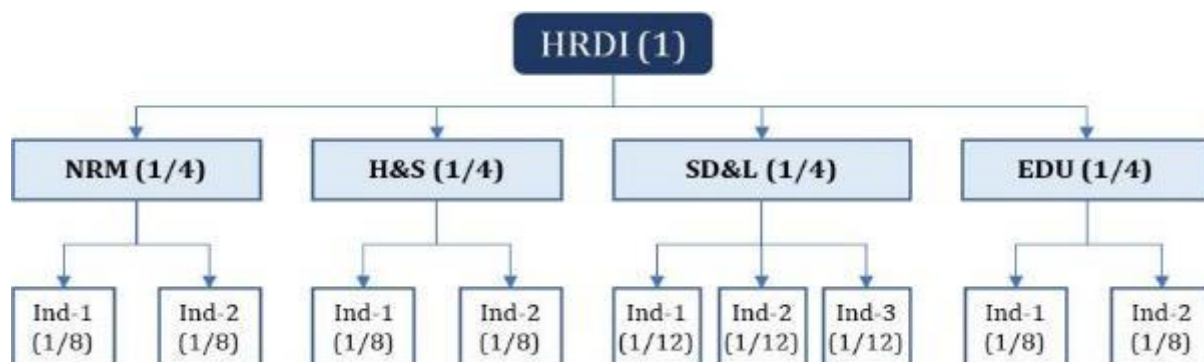 HRDI (1)
NRM (1/4)
H&S (1/4)
SD&L (1/4)
EDU (1/4)
Ind-1
(1/8)
Ind-2
(1/8)
Ind-1
(1/8)
Ind-2
(1/8)
Ind-1
(1/12)
Ind-2
(1/12)
Ind-3
(1/12)
Ind-1
(1/8)
Ind-2
(1/8)